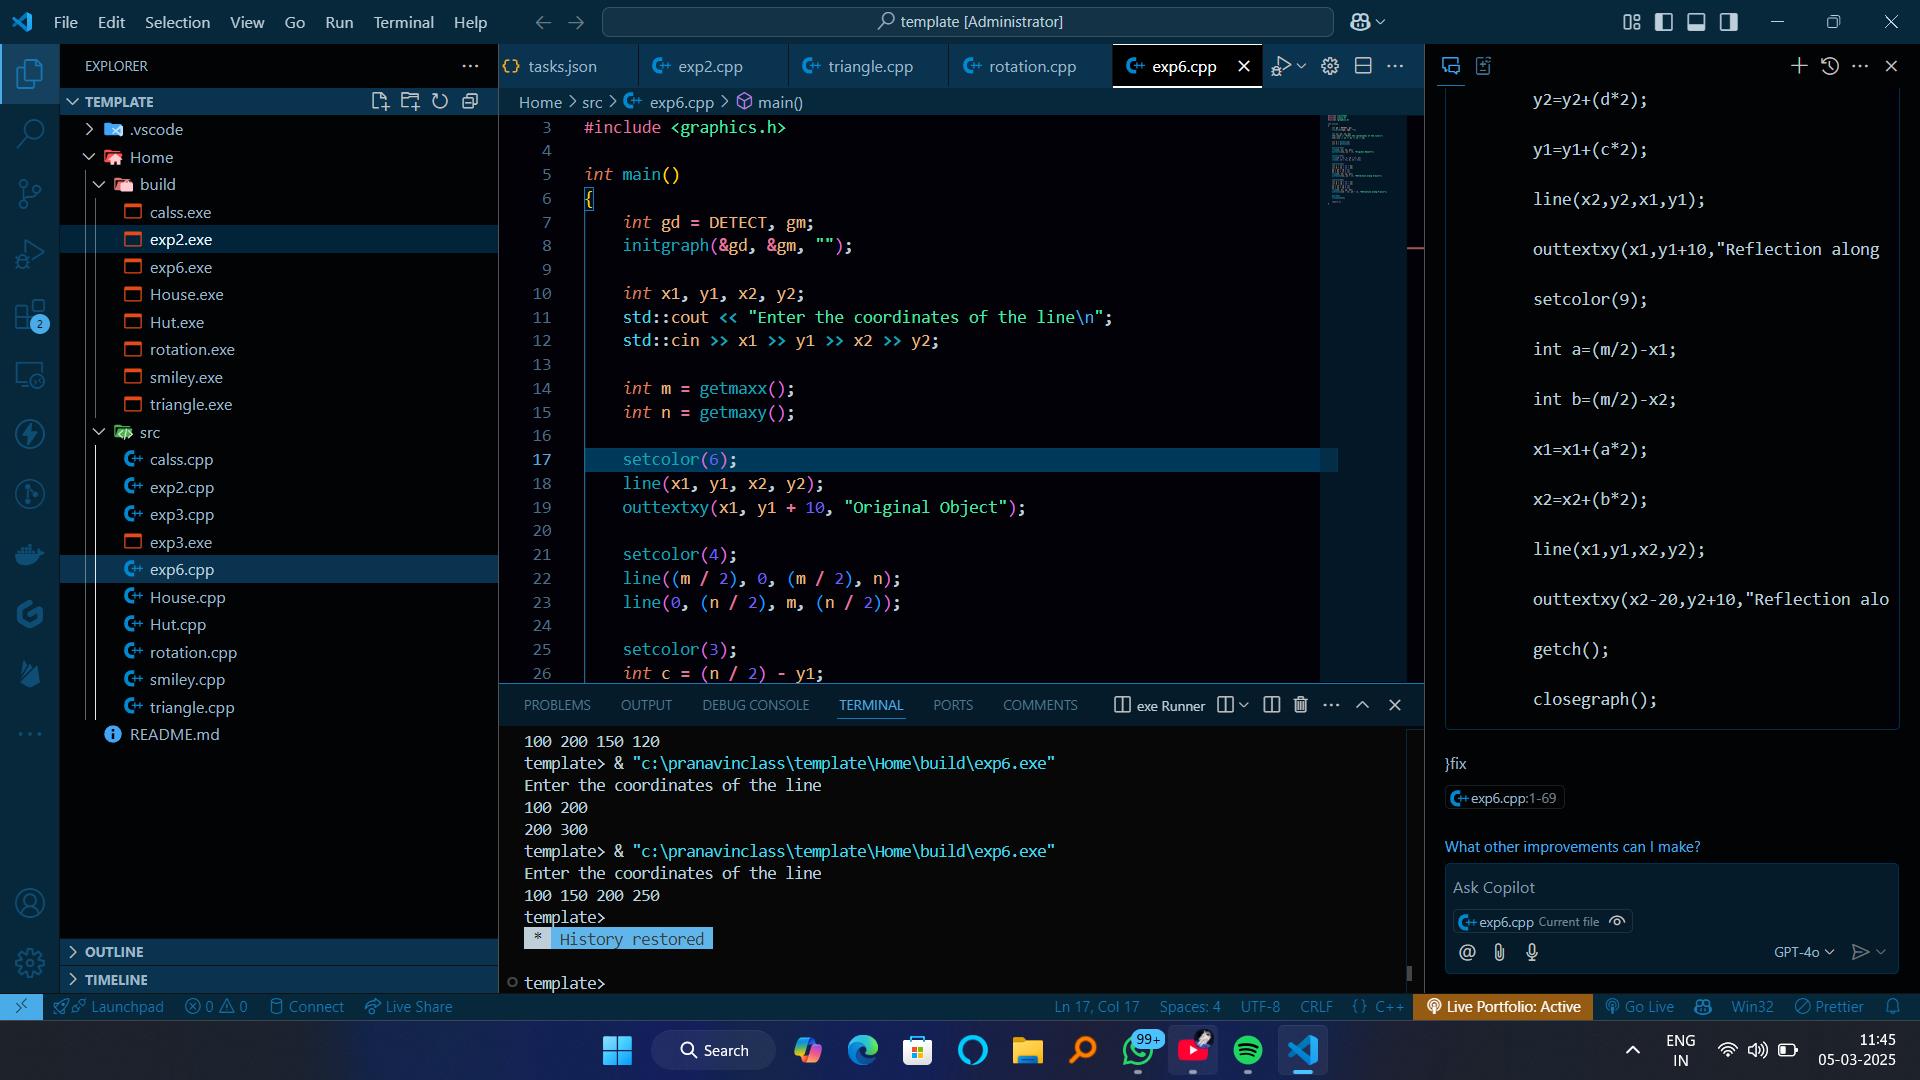 File Edit Selection View Go Run Terminal Help
template [Administrator]
EXPLORER
TEMPLATE
.vscode
Home
build
calss.exe
exp2.exe
exp6.exe
House.exe
Hut.exe
rotation.exe
smiley.exe
triangle.exe
src
calss.cpp
exp2.cpp
exp3.cpp
exp3.exe
exp6.cpp
House.cpp
Hut.cpp
rotation.cpp
smiley.cpp
triangle.cpp
README.md
OUTLINE
TIMELINE
2
tasks.json exp2.cpp triangle.cpp rotation.cpp exp6.cpp
Home > src > exp6.cpp > main()
3 #include <graphics.h>
4
5 int main()
6 {
7 int gd = DETECT, gm;
8 initgraph(&gd, &gm, "");
9
10 int x1, y1, x2, y2;
11 std::cout << "Enter the coordinates of the line\n";
12 std::cin >> x1 >> y1 >> x2 >> y2;
13
14 int m = getmaxx();
15 int n = getmaxy();
16
17 setcolor(6);
18 line(x1, y1, x2, y2);
19 outtextxy(x1, y1 + 10, "Original Object");
20
21 setcolor(4);
22 line((m / 2), 0, (m / 2), n);
23 line(0, (n / 2), m, (n / 2));
24
25 setcolor(3);
26 int c = (n / 2) - y1;
PROBLEMS OUTPUT DEBUG CONSOLE TERMINAL PORTS COMMENTS exe Runner
100 200 150 120
template> & "c:\pranavinclass\template\Home\build\exp6.exe"
Enter the coordinates of the line
100 200
200 300
template> & "c:\pranavinclass\template\Home\build\exp6.exe"
Enter the coordinates of the line
100 150 200 250
template>
* History restored
template>
y2=y2+(d*2);
y1=y1+(c*2);
line(x2,y2,x1,y1);
outtextxy(x1,y1+10,"Reflection along
setcolor(9);
int a=(m/2)-x1;
int b=(m/2)-x2;
x1=x1+(a*2);
x2=x2+(b*2);
line(x1,y1,x2,y2);
outtextxy(x2-20,y2+10,"Reflection alo
getch();
closegraph();
}fix
exp6.cpp:1-69
What other improvements can I make?
Ask Copilot
exp6.cpp Current file
@ GPT-4o
Launchpad 0 0 Connect Live Share Ln 17, Col 17 Spaces: 4 UTF-8 CRLF {} C++ Live Portfolio: Active Go Live Win32 Prettier
Search
99+
ENG
IN
11:45
05-03-2025